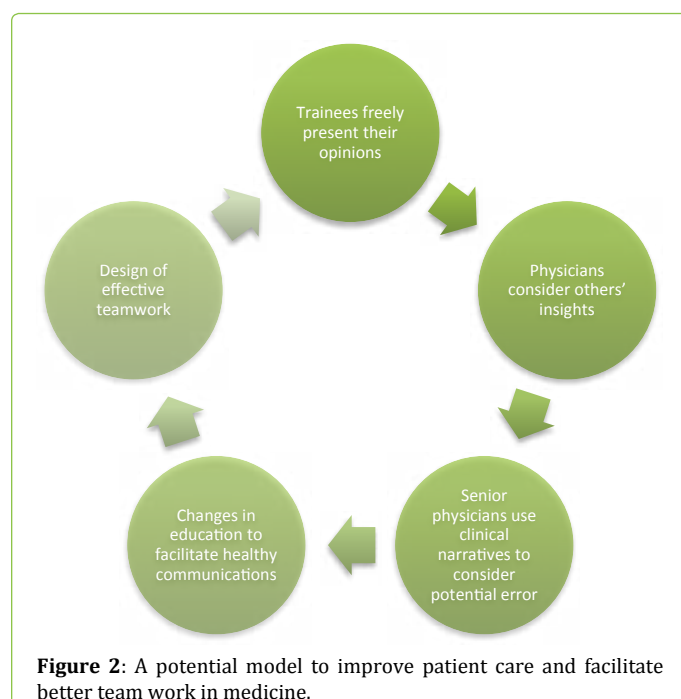 Trainees freely
present their
opinions
Physicians
consider others'
insights
Senior
physicians use
clinical
narratives to
consider
potential error
Changes in
education to
facilitate healthy
communications
Design of
effective
teamwork
Figure 2: A potential model to improve patient care and facilitate
better team work in medicine.